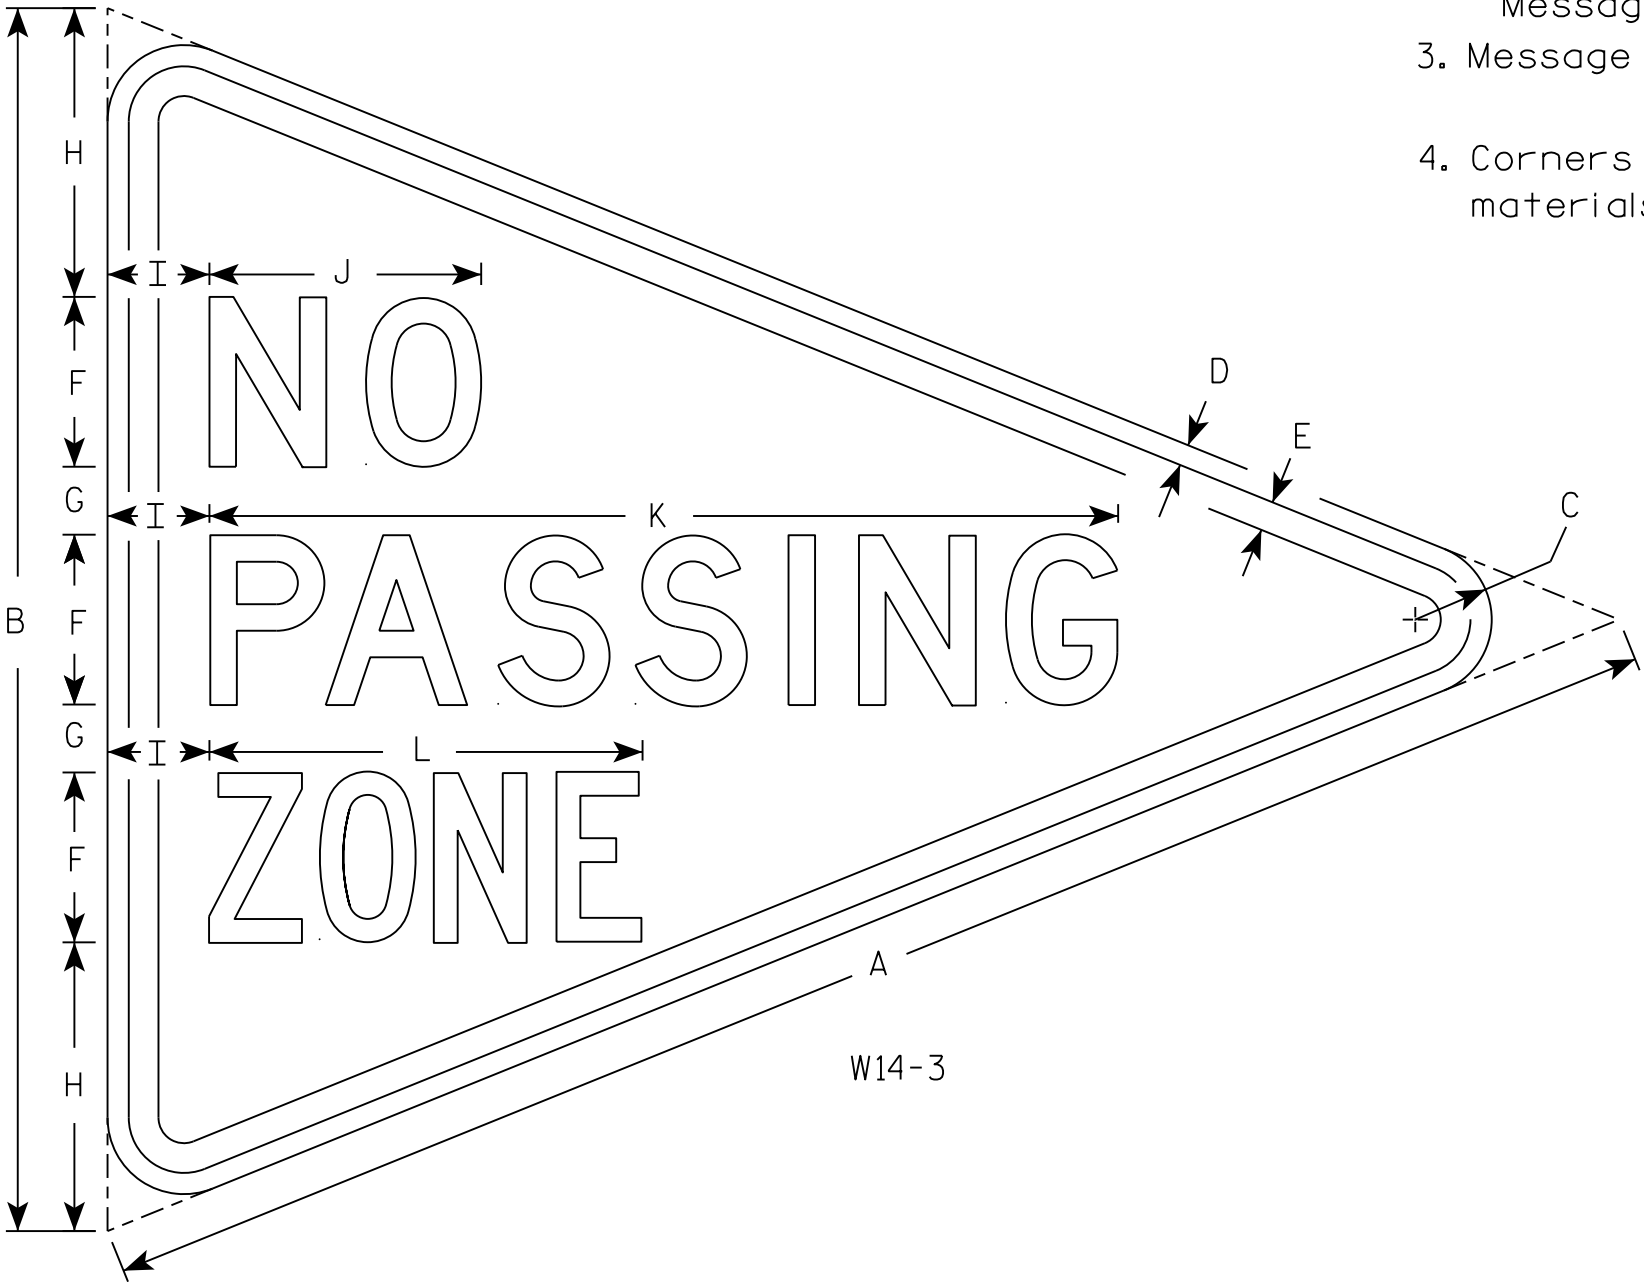 Messag
3. Message
4. Corners
materials
H
I J
NO
D
F
E
G
I K
C
PASSING
B
F
G
I L
ZONE
F
A
W14-3
H